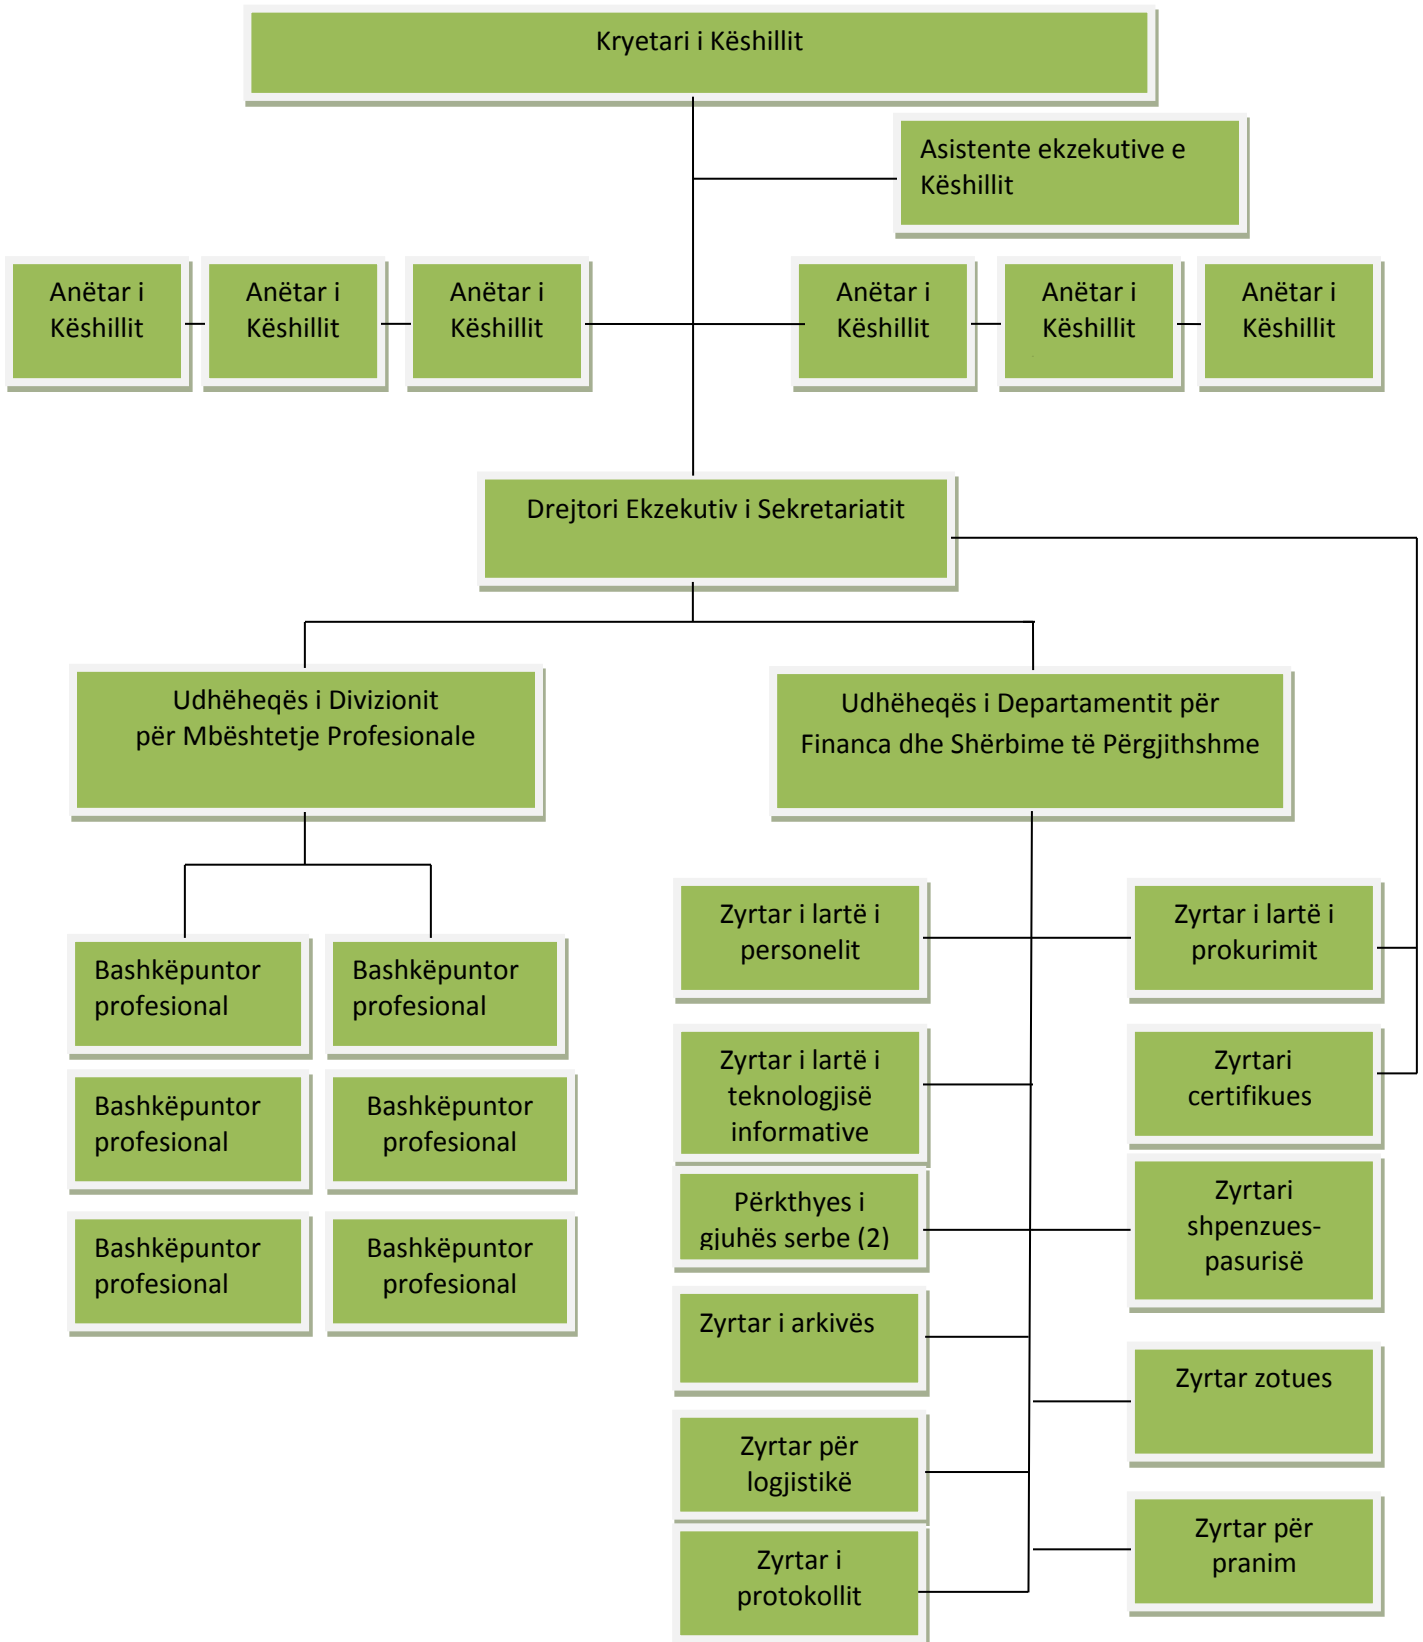 Kryetari i Këshillit
Asistente ekzekutive e
Këshillit
Anëtar i
Këshillit
Anëtar i
Këshillit
Anëtar i
Këshillit
Anëtar i
Këshillit
Anëtar i
Këshillit
Anëtar i
Këshillit
Drejtori Ekzekutiv i Sekretariatit
Udhëheqës i Divizionit
për Mbështetje Profesionale
Udhëheqës i Departamentit për
Financa dhe Shërbime të Përgjithshme
Bashkëpuntor
profesional
Bashkëpuntor
profesional
Bashkëpuntor
profesional
Bashkëpuntor
profesional
Bashkëpuntor
profesional
Bashkëpuntor
profesional
Zyrtar i lartë i
personelit
Zyrtar i lartë i
prokurimit
Zyrtar i lartë i
teknologjisë
informative
Zyrtari
certifikues
Përkthyes i
gjuhës serbe (2)
Zyrtari
shpenzues-
pasurisë
Zyrtar i arkivës
Zyrtar zotues
Zyrtar për
logjistikë
Zyrtar për
pranim
Zyrtar i
protokollit